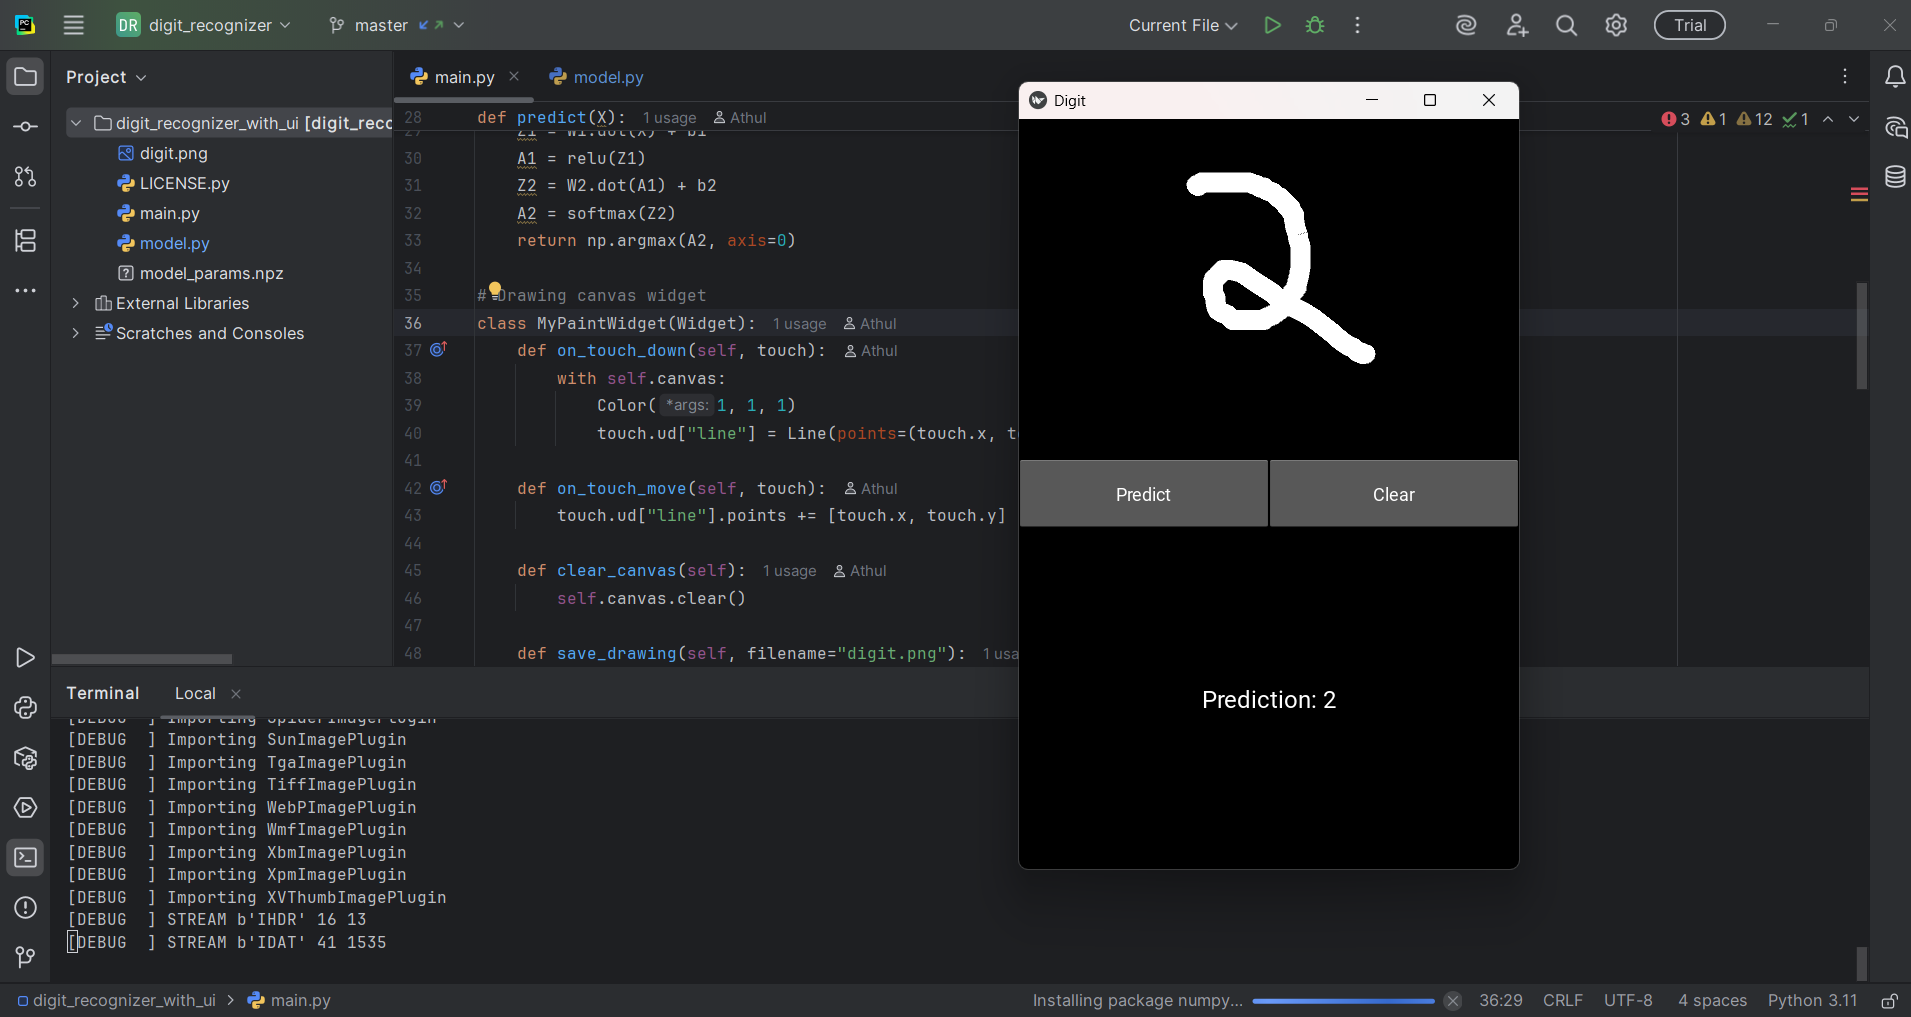 DR digit_recognizer master Current File Trial
Project
main.py
model.py
digit_recognizer_with_ui [digit_reco
digit.png
LICENSE.py
main.py
model.py
model_params.npz
External Libraries
Scratches and Consoles
28 def predict(X): 1 usage Athul
3 1 12 1
30 A1 = relu(Z1)
31 Z2 = W2.dot(A1) + b2
32 A2 = softmax(Z2)
33 return np.argmax(A2, axis=0)
34
35 # Drawing canvas widget
36 class MyPaintWidget(Widget): 1 usage Athul
37 def on_touch_down(self, touch): Athul
38 with self.canvas:
39 Color( *args: 1, 1, 1)
40 touch.ud["line"] = Line(points=(touch.x, t
41
42 def on_touch_move(self, touch): Athul
43 touch.ud["line"].points += [touch.x, touch.y]
44
45 def clear_canvas(self): 1 usage Athul
46 self.canvas.clear()
47
48 def save_drawing(self, filename="digit.png"): 1 usa
Digit
2
Predict Clear
Prediction: 2
Terminal Local
[DEBUG ] Importing SpiderImagePlugin
[DEBUG ] Importing SunImagePlugin
[DEBUG ] Importing TgaImagePlugin
[DEBUG ] Importing TiffImagePlugin
[DEBUG ] Importing WebPImagePlugin
[DEBUG ] Importing WmfImagePlugin
[DEBUG ] Importing XbmImagePlugin
[DEBUG ] Importing XpmImagePlugin
[DEBUG ] Importing XVThumbImagePlugin
[DEBUG ] STREAM b'IHDR' 16 13
[DEBUG ] STREAM b'IDAT' 41 1535
digit_recognizer_with_ui > main.py
Installing package numpy... 36:29 CRLF UTF-8 4 spaces Python 3.11